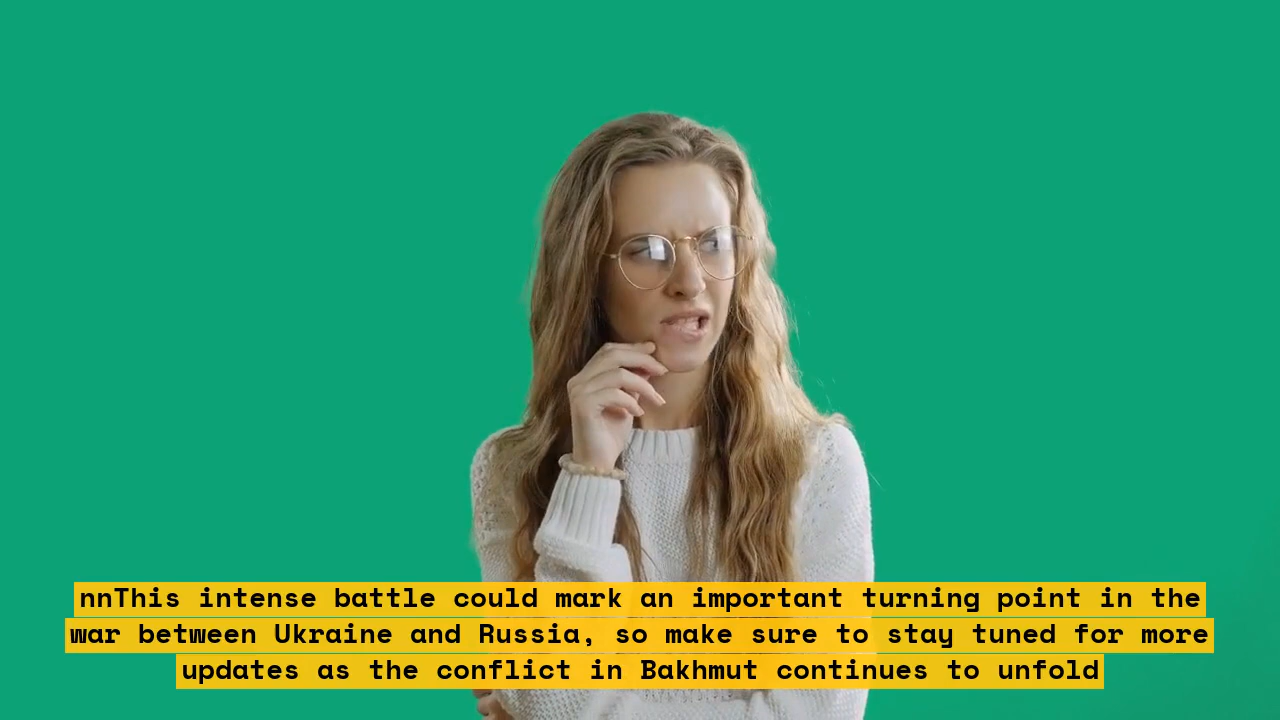 nnThis intense battle could mark an important turning point in the
war between Ukraine and Russia, so make sure to stay tuned for more
updates as the conflict in Bakhmut continues to unfold